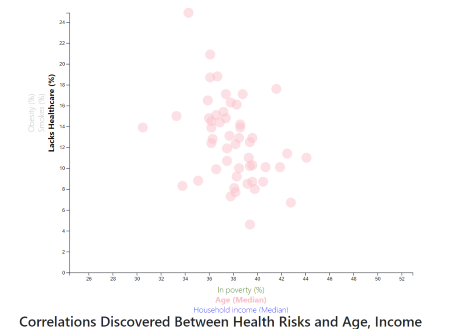 24
22
20
18
16
14
12
10
8
6
4
2
0
Obesity (%)
Smokes (%)
Lacks Healthcare (%)
26 28 30 32 34 36 38 40 42 44 46 48 50 52
In poverty (%)
Age (Median)
Household income (Median)
Correlations Discovered Between Health Risks and Age, Income